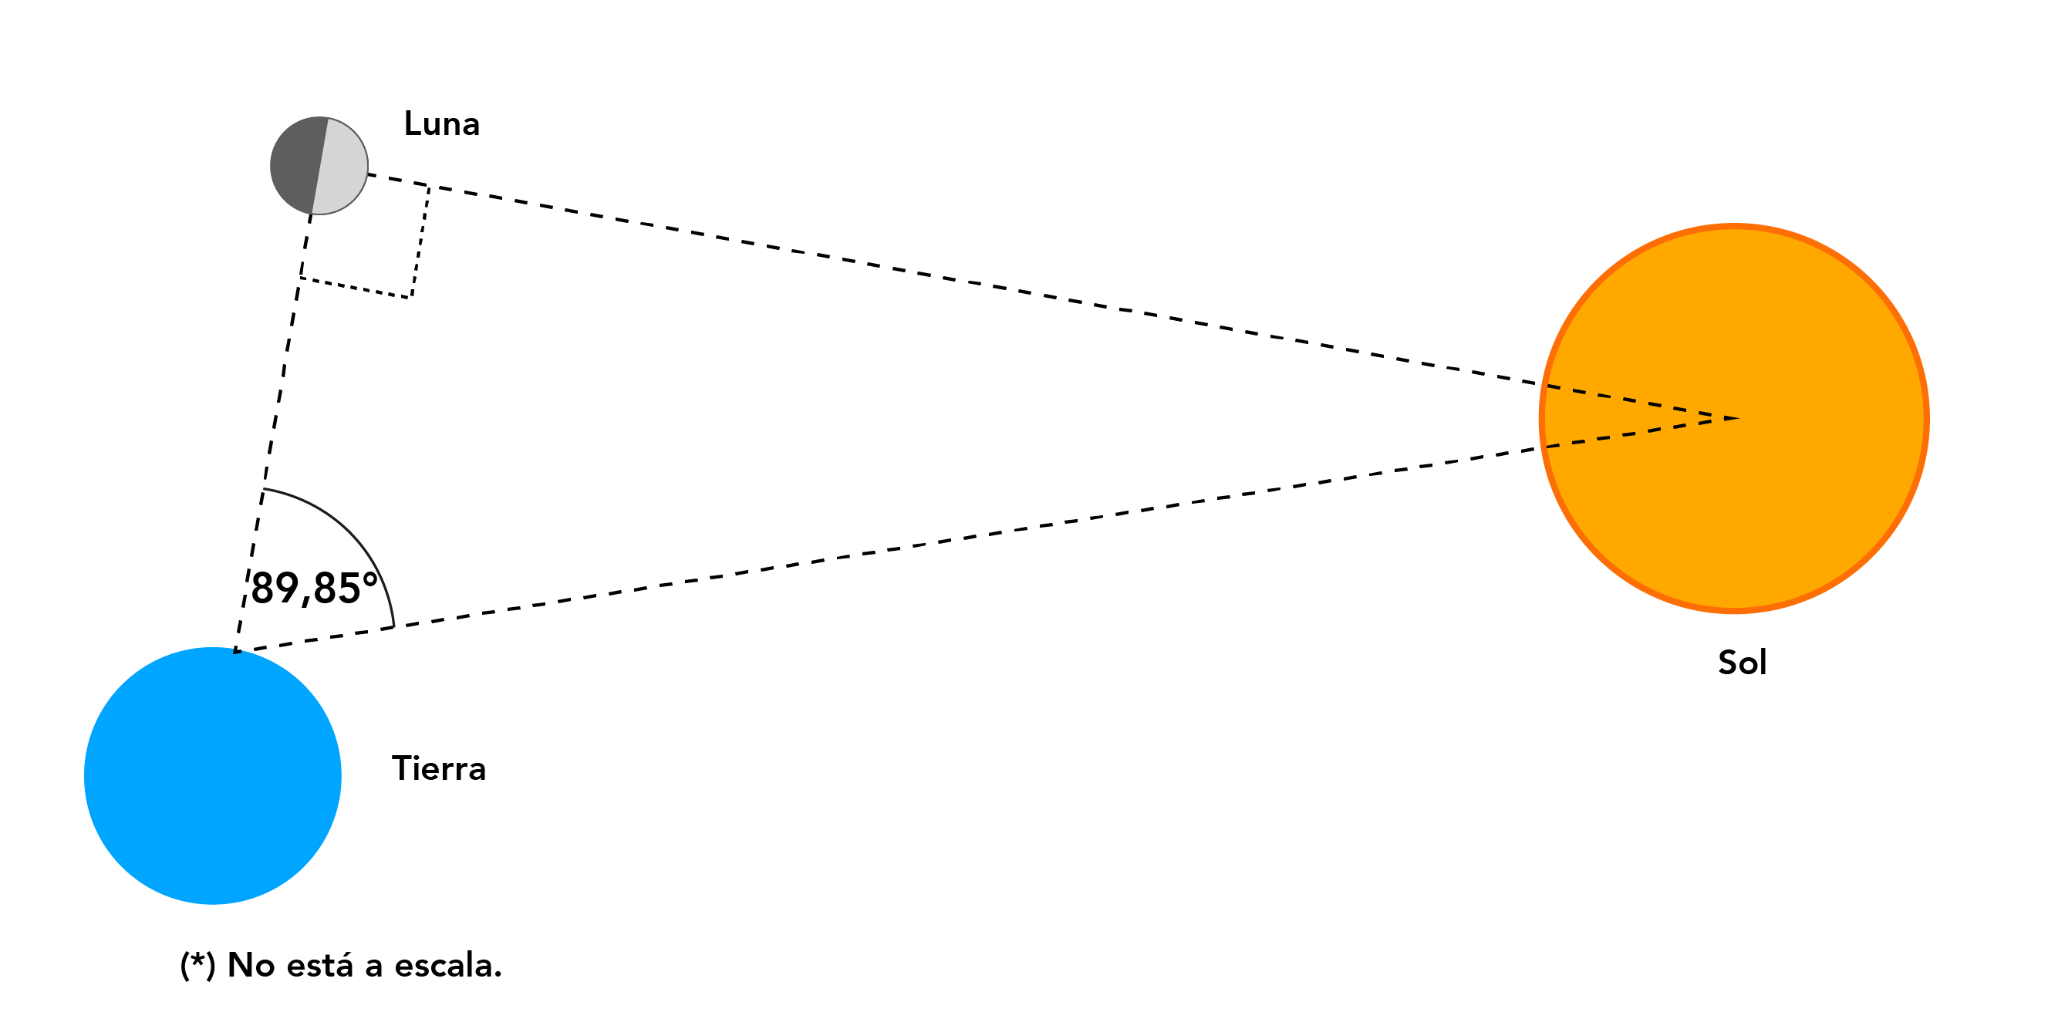 Luna
89,85°
Sol
Tierra
(*) No está a escala.